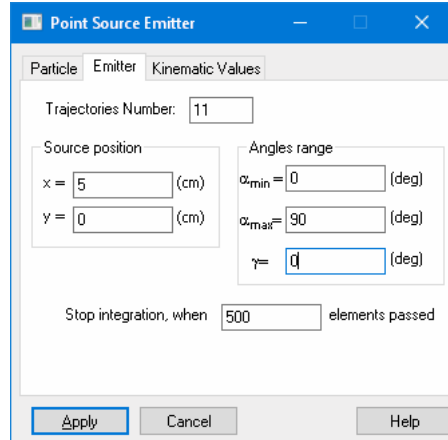 Point Source Emitter
Particle Emitter Kinematic Values
Trajectories Number: 11
Source position
x = 5 (cm)
y = 0 (cm)
Angles range
αmin = 0 (deg)
αmax= 90 (deg)
γ= 0 (deg)
Stop integration, when 500 elements passed
Apply Cancel Help